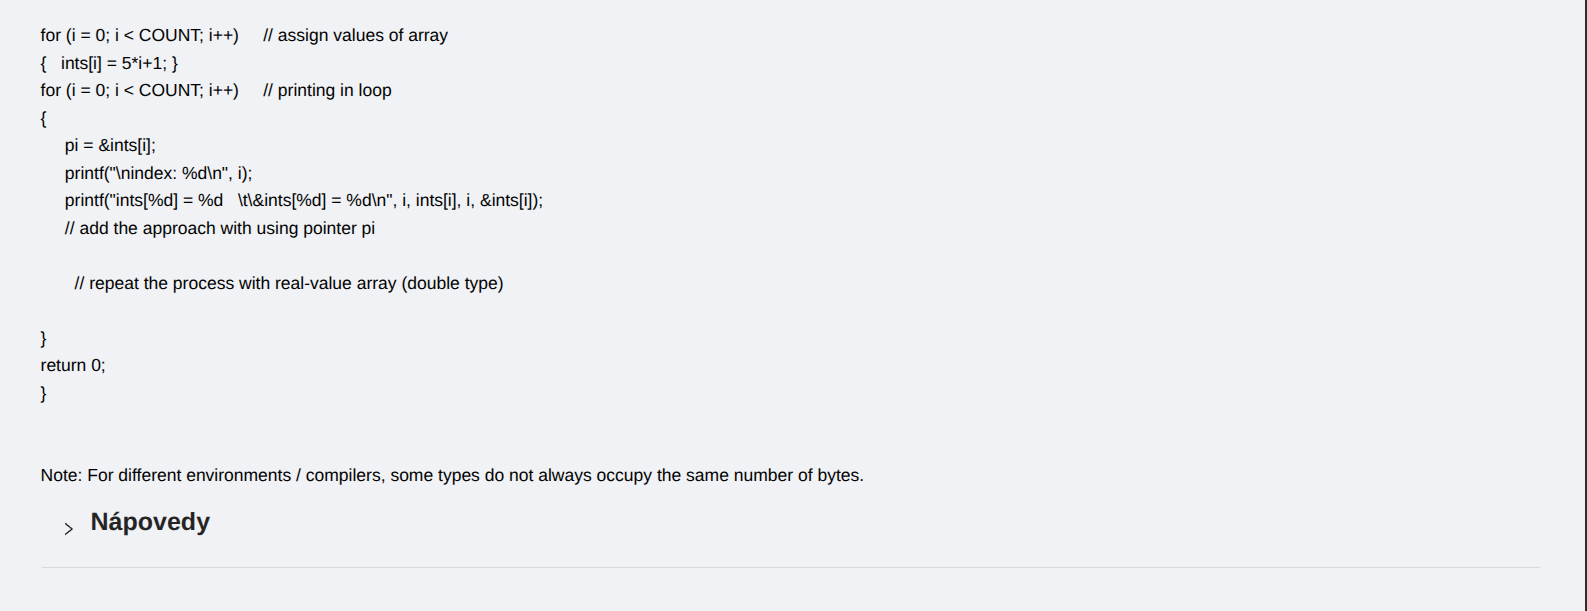 for (i = 0; i < COUNT; i++)     // assign values of array
{   ints[i] = 5*i+1; }
for (i = 0; i < COUNT; i++)     // printing in loop
{
pi = &ints[i];
printf("\nindex: %d\n", i);
printf("ints[%d] = %d   \t\&ints[%d] = %d\n", i, ints[i], i, &ints[i]);
// add the approach with using pointer pi
// repeat the process with real-value array (double type)
}
return 0;
}
Note: For different environments / compilers, some types do not always occupy the same number of bytes.
Nápovedy